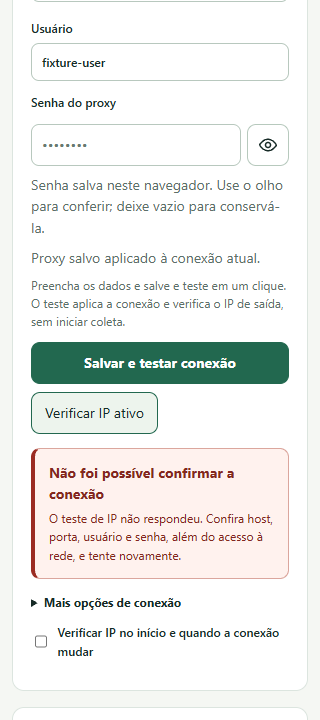 Usuário
fixture-user
Senha do proxy
••••••••
Senha salva neste navegador. Use o olho
para conferir; deixe vazio para conservá-
la.
Proxy salvo aplicado à conexão atual.
Preencha os dados e salve e teste em um clique.
O teste aplica a conexão e verifica o IP de saída,
sem iniciar coleta.
Salvar e testar conexão
Verificar IP ativo
Não foi possível confirmar a
conexão
O teste de IP não respondeu. Confira host,
porta, usuário e senha, além do acesso à
rede, e tente novamente.
Mais opções de conexão
Verificar IP no início e quando a conexão
mudar